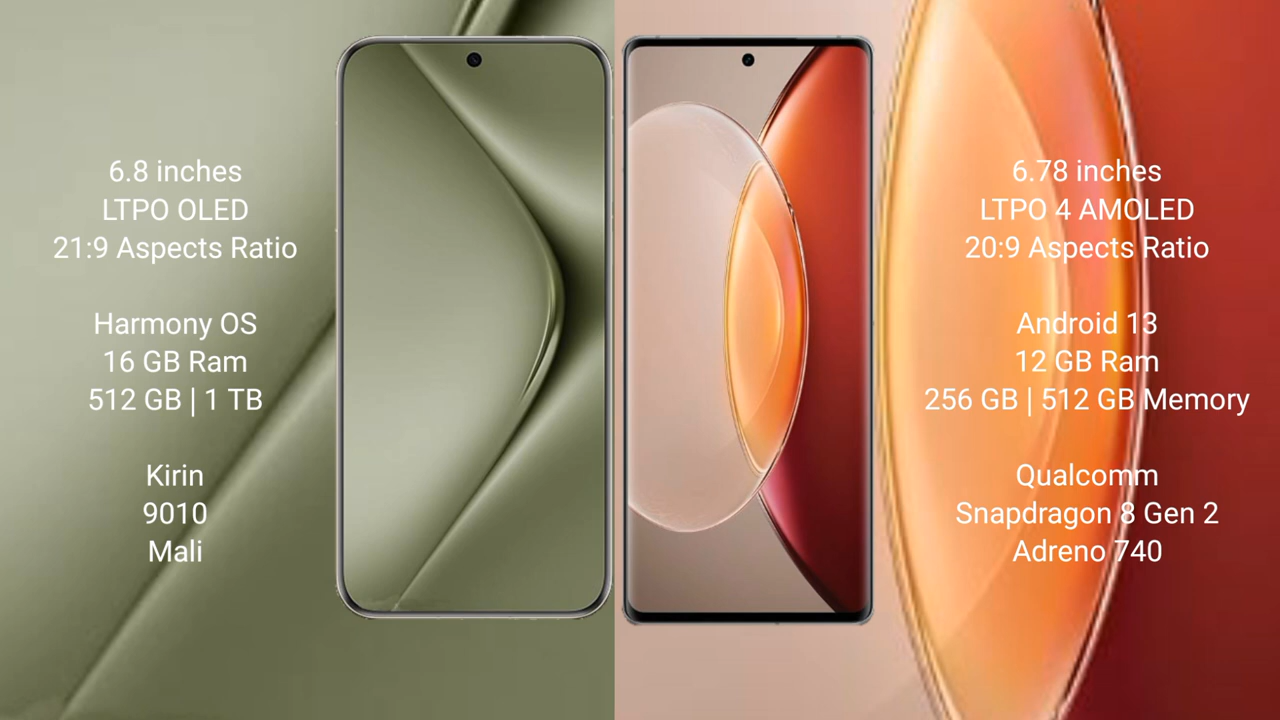 6.8 inches
LTPO OLED
21:9 Aspects Ratio
Harmony OS
16 GB Ram
512 GB | 1 TB
Kirin
9010
Mali
6.78 inches
LTPO 4 AMOLED
20:9 Aspects Ratio
Android 13
12 GB Ram
256 GB | 512 GB Memory
Qualcomm
Snapdragon 8 Gen 2
Adreno 740